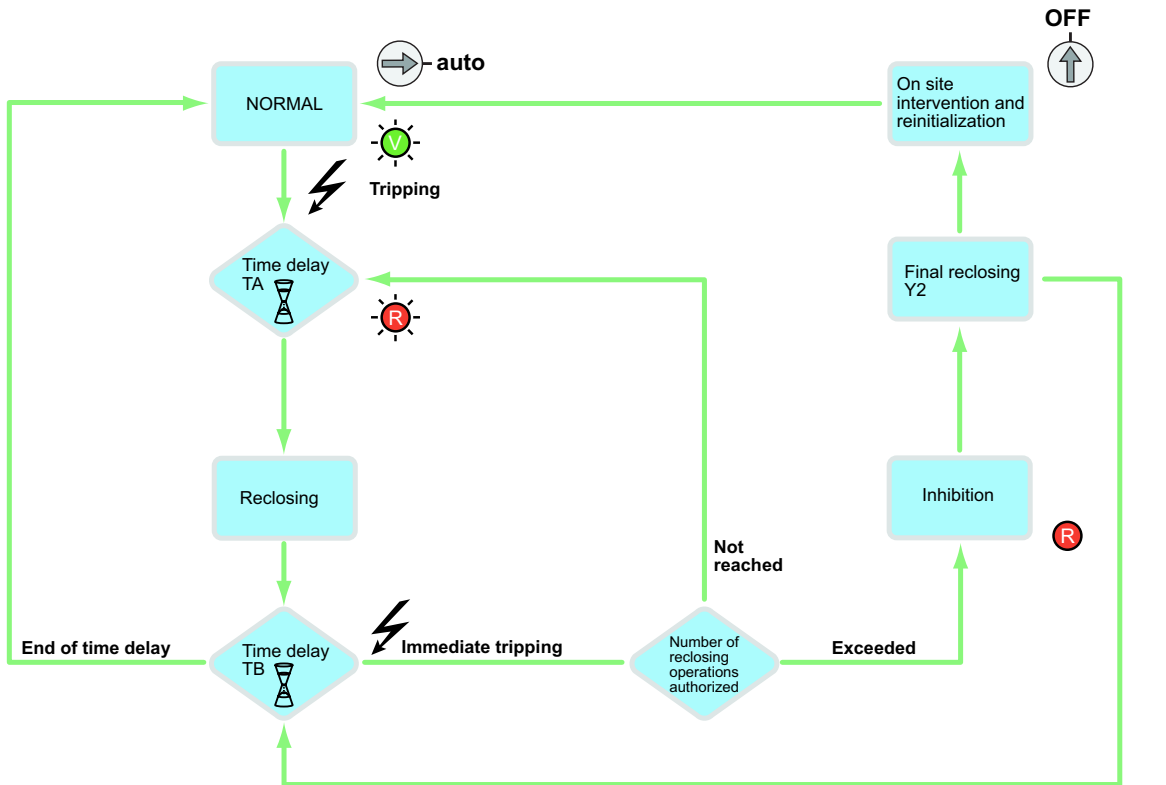 OFF
auto
NORMAL
On site
intervention and
reinitialization
V
Tripping
Time delay
TA
R
Final reclosing
Y2
Reclosing
Inhibition
R
Not
reached
End of time delay
Time delay
TB
Immediate tripping
Number of
reclosing
operations
authorized
Exceeded